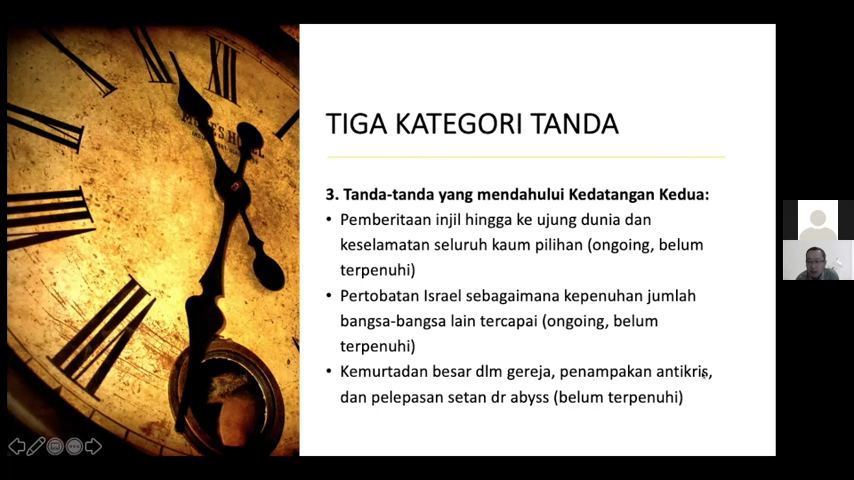 TIGA KATEGORI TANDA
3. Tanda-tanda yang mendahului Kedatangan Kedua:
• Pemberitaan injil hingga ke ujung dunia dan
keselamatan seluruh kaum pilihan (ongoing, belum
terpenuhi)
• Pertobatan Israel sebagaimana kepenuhan jumlah
bangsa-bangsa lain tercapai (ongoing, belum
terpenuhi)
• Kemurtadan besar dlm gereja, penampakan antikris,
dan pelepasan setan dr abyss (belum terpenuhi)